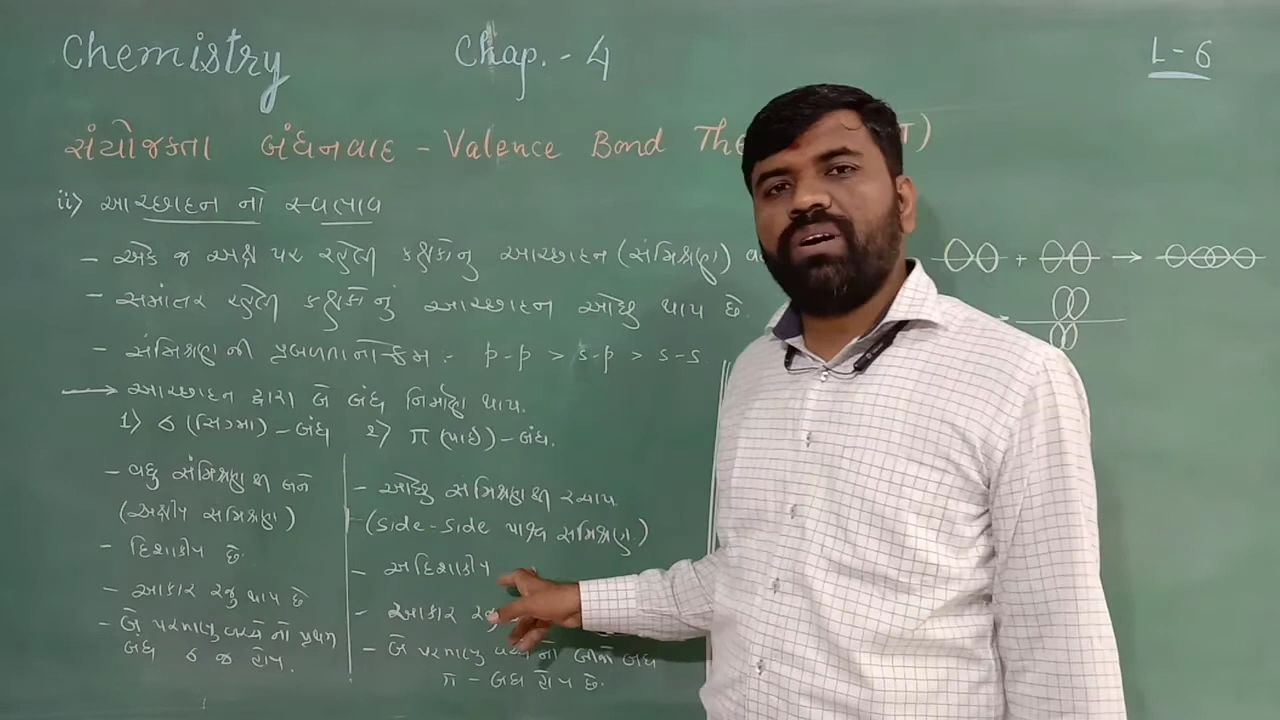 Chemistry Chap. - 4 L - 6
સંયોજકતા બંધનવાદ - Valence Bond The T)
ii) આચ્છાદન નો સ્વભાવ
- એક જ અક્ષ પર રહેલી કક્ષકોનું આચ્છાદન (સંમિશ્રણ)
- સમાંતર રહેલી કક્ષકોનું આચ્છાદન ઓછુ થાય છે.
- સંમિશ્રણની પ્રબળતાનો ક્રમ :- p-p > s-p > s-s
→ આચ્છાદન દ્વારા બે બંધ નિર્માણ થાય.
1) σ (સિગ્મા) - બંધ 2) π (પાઈ) - બંધ.
- વધુ સંમિશ્રણથી બને
(અક્ષીય સંમિશ્રણ)
- દિશાકીય છે.
- આકાર રજુ થાય છે
- બે પરમાણુ વચ્ચે નો પ્રથમ
બંધ σ જ હોય.
- ઓછુ સંમિશ્રણથી રચાય.
(side-side પાર્શ્વ સંમિશ્રણ)
- અદિશાકીય
- આકાર
- બે પરમાણુ વચ્ચે નો બીજો બંધ
π - બંધ હોય છે.
+ →